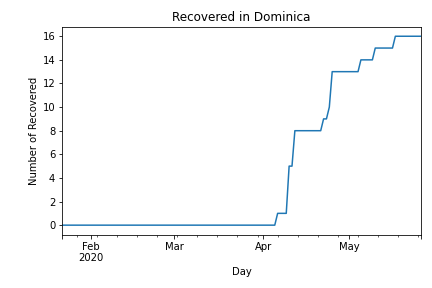 Recovered in Dominica
Number of Recovered
16
14
12
10
8
6
4
2
0
Feb
2020
Mar
Apr
May
Day